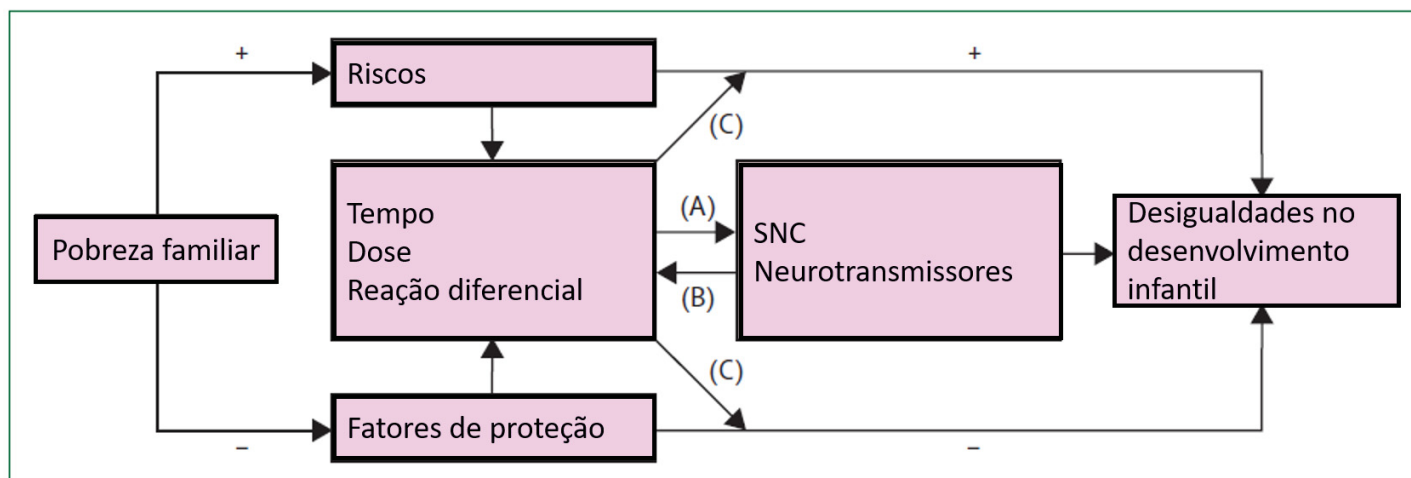 +
Riscos
+
(C)
Pobreza familiar
Tempo
Dose
Reação diferencial
(A)
(B)
SNC
Neurotransmissores
Desigualdades no
desenvolvimento
infantil
(C)
Fatores de proteção
–
–